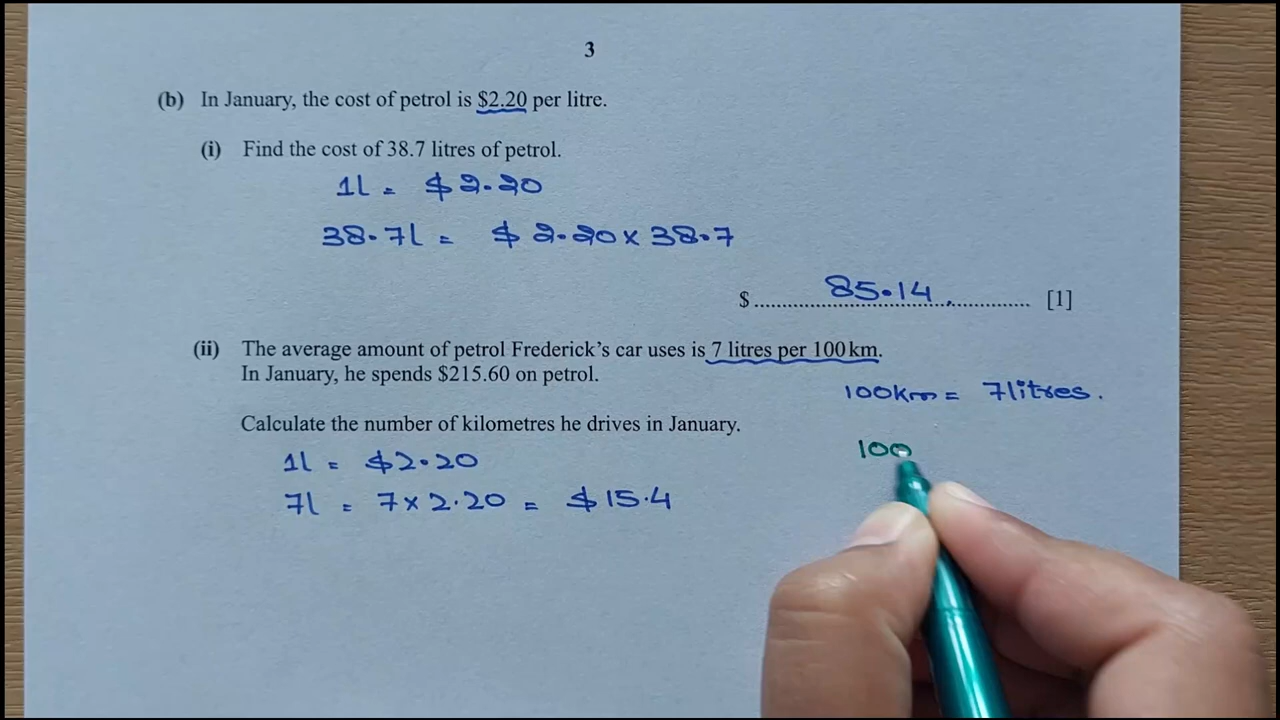 3
(b) In January, the cost of petrol is $2.20 per litre.
(i) Find the cost of 38.7 litres of petrol.
1l = $2.20
38.7l = $ 2.20 x 38.7
$ 85.14 [1]
(ii) The average amount of petrol Frederick's car uses is 7 litres per 100 km.
In January, he spends $215.60 on petrol.
100km = 7litres.
Calculate the number of kilometres he drives in January.
100
1l = $2.20
7l = 7 x 2.20 = $15.4